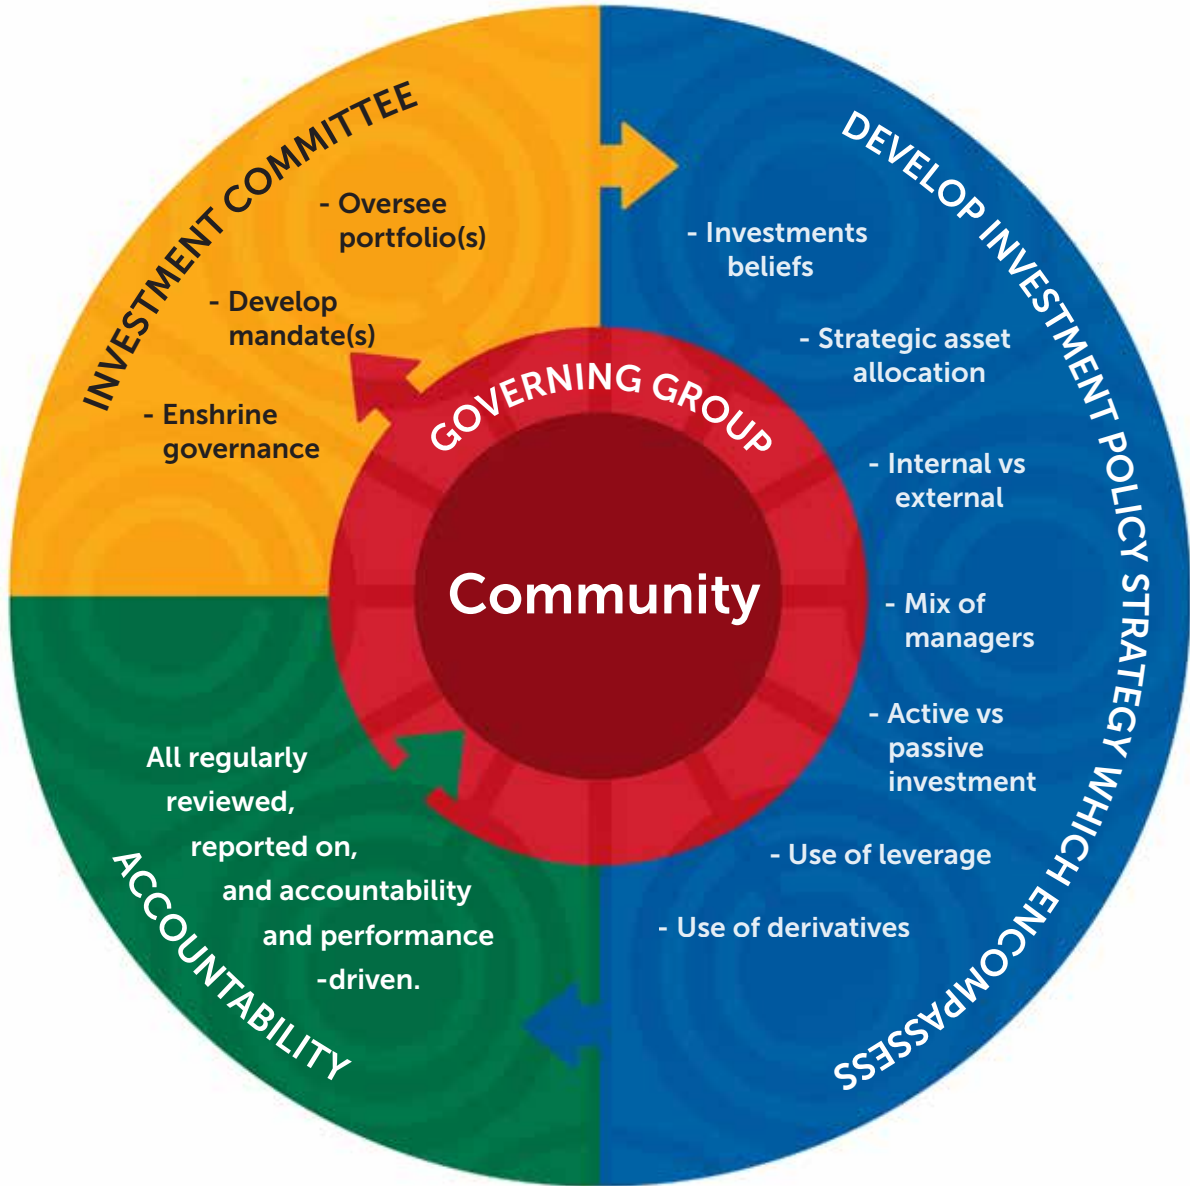 INVESTMENT COMMITTEE
- Oversee
portfolio(s)
- Develop
mandate(s)
- Enshrine
governance
DEVELOP INVESTMENT POLICY STRATEGY WHICH ENCOMPASSESS
- Investments
beliefs
- Strategic asset
allocation
- Internal vs
external
- Mix of
managers
- Active vs
passive
investment
- Use of leverage
- Use of derivatives
GOVERNING GROUP
Community
ACCOUNTABILITY
All regularly
reviewed,
reported on,
and accountability
and performance
-driven.